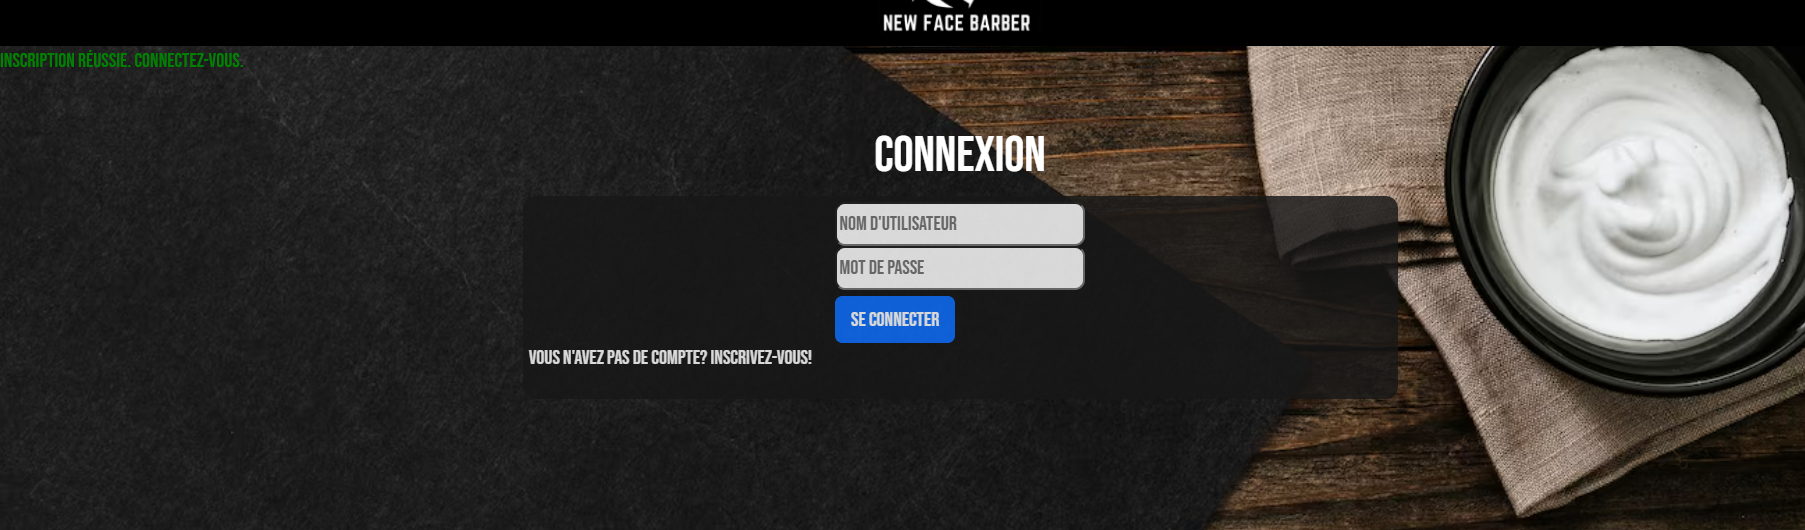 NEW FACE BARBER
INSCRIPTION RÉUSSIE. CONNECTEZ-VOUS.
CONNEXION
NOM D'UTILISATEUR
MOT DE PASSE
SE CONNECTER
VOUS N'AVEZ PAS DE COMPTE? INSCRIVEZ-VOUS!